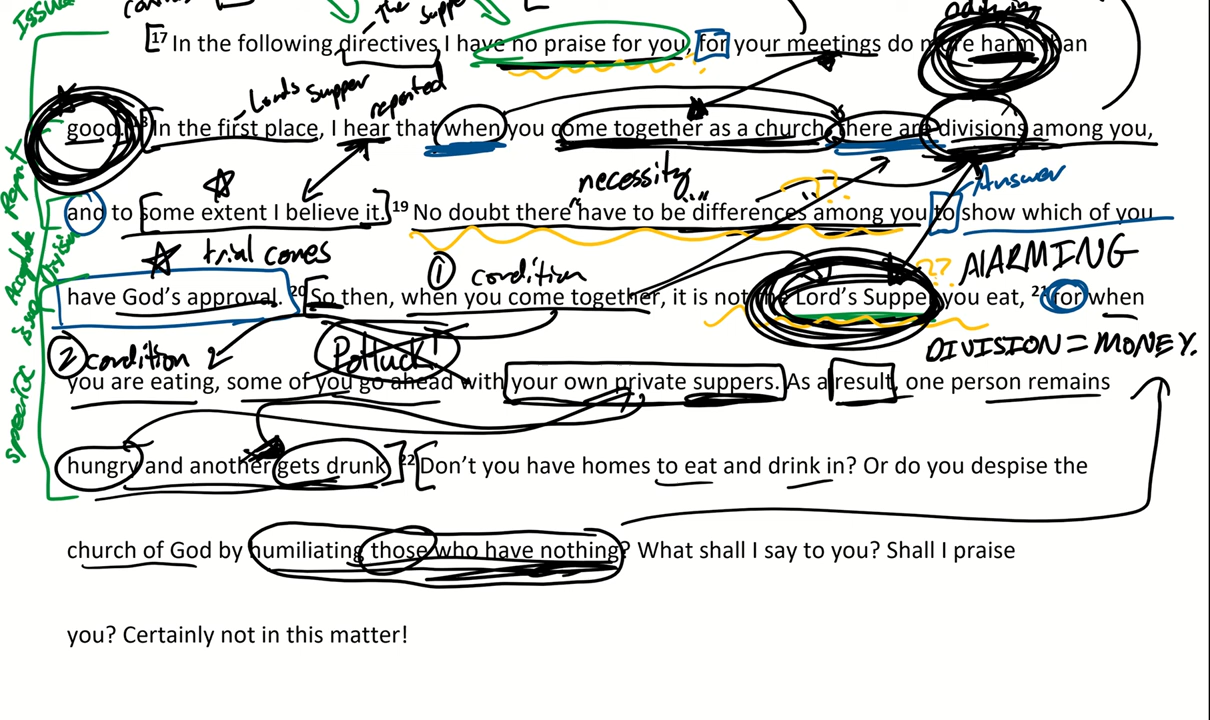 The
[17 In the following directives I have no praise for you, for your meetings do more harm than
Lord's Supper reported
good. 18 [In the first place, I hear that when you come together as a church, there are divisions among you,
necessity ?? Answer
and to some extent I believe it.] 19 No doubt there have to be differences among you to show which of you
trial comes
① condition ?? AlARMING
have God's approval. 20 [So then, when you come together, it is not the Lord's Supper you eat, 21 for when
② condition Potluck DIVISION = MONEY.
you are eating, some of you go ahead with your own private suppers. As a result, one person remains
hungry and another gets drunk.] 22 [Don't you have homes to eat and drink in? Or do you despise the
church of God by humiliating those who have nothing? What shall I say to you? Shall I praise
you? Certainly not in this matter!